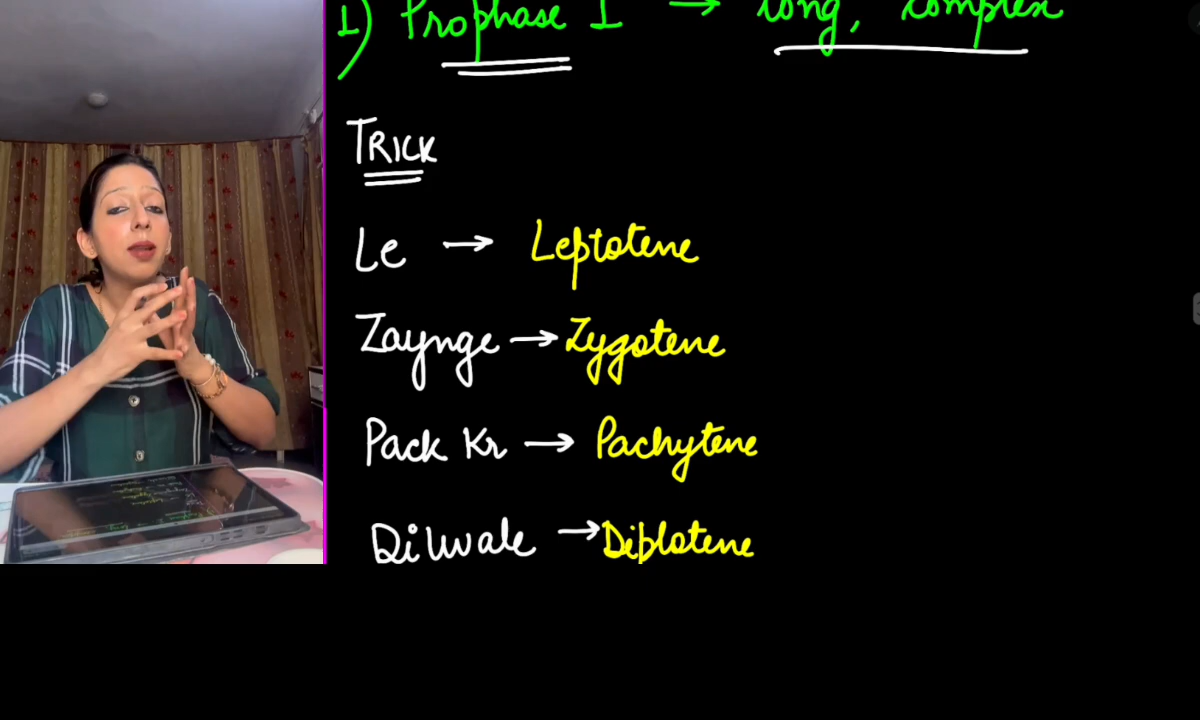 1) Prophase I → long, complex
TRICK
Le → Leptotene
Zaynge → Zygotene
Pack Kr → Pachytene
Dilwale → Diplotene